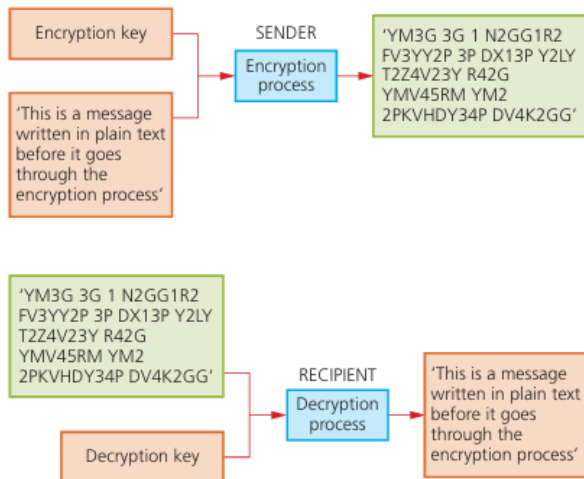 Encryption key
SENDER
Encryption
process
‘YM3G 3G 1 N2GG1R2
FV3YY2P 3P DX13P Y2LY
T2Z4V23Y R42G
YMV45RM YM2
2PKVHDY34P DV4K2GG’
‘This is a message
written in plain text
before it goes
through the
encryption process’
‘YM3G 3G 1 N2GG1R2
FV3YY2P 3P DX13P Y2LY
T2Z4V23Y R42G
YMV45RM YM2
2PKVHDY34P DV4K2GG’
Decryption key
RECIPIENT
Decryption
process
‘This is a message
written in plain text
before it goes
through the
encryption process’